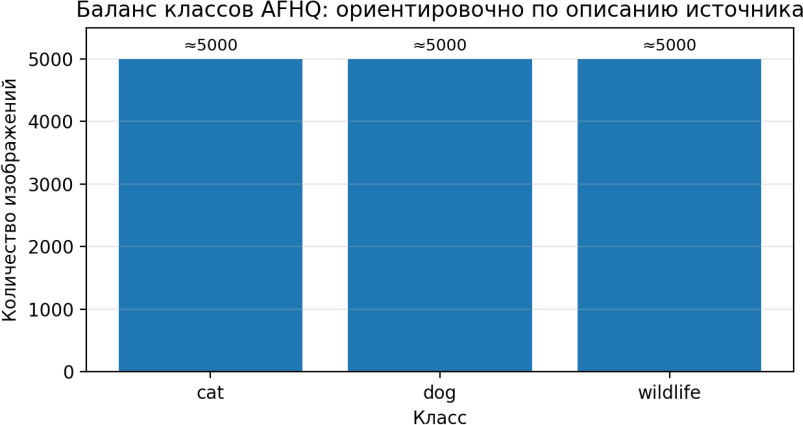 Баланс классов AFHQ: ориентировочно по описанию источника
≈5000 ≈5000 ≈5000
Количество изображений
5000
4000
3000
2000
1000
0
cat dog wildlife
Класс